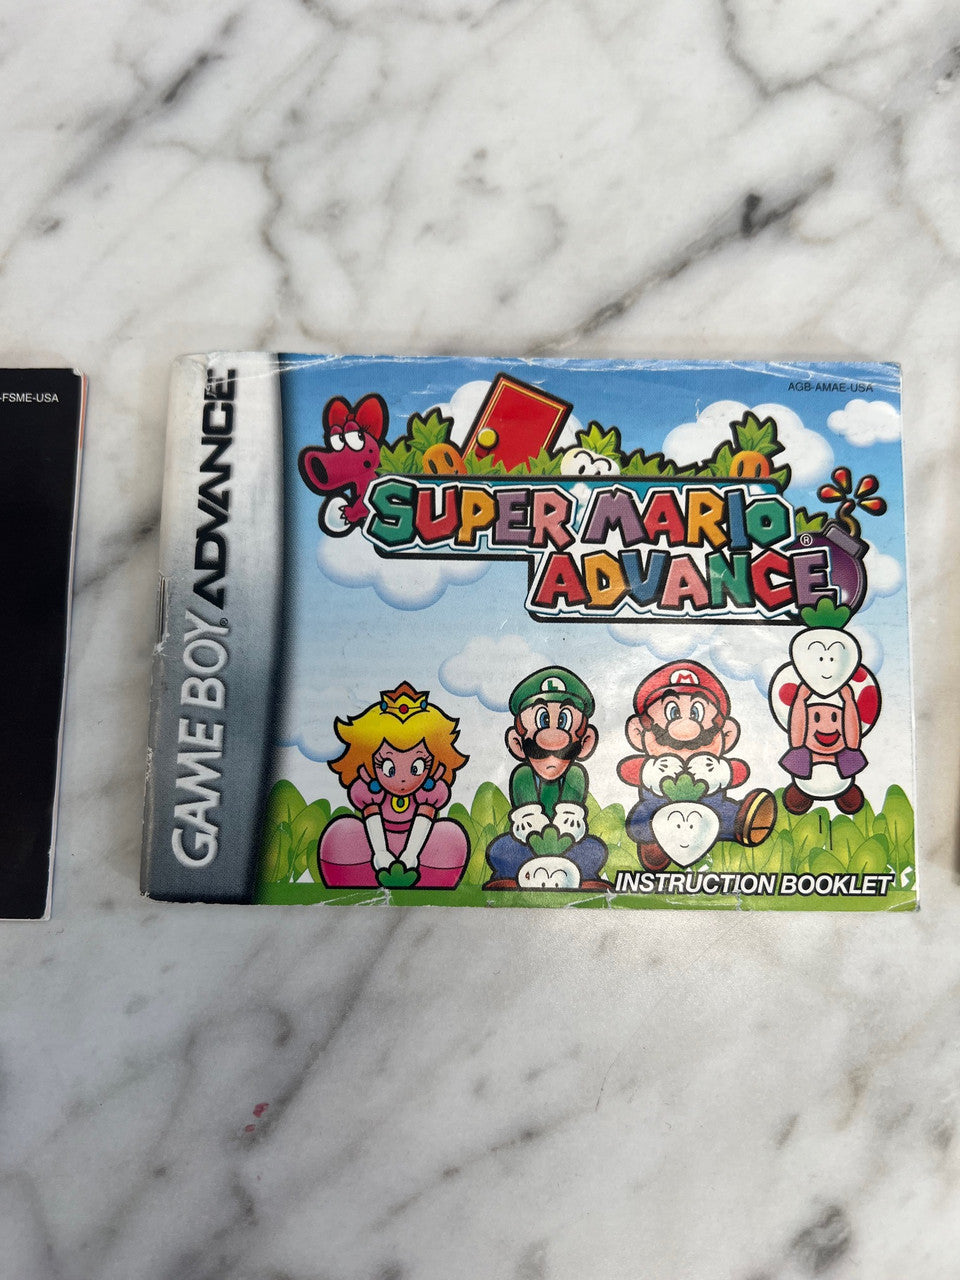 -FSME-USA
AGB-AMAE-USA
GAME BOY ADVANCE
SUPER MARIO
ADVANCE®
L
M
INSTRUCTION BOOKLET